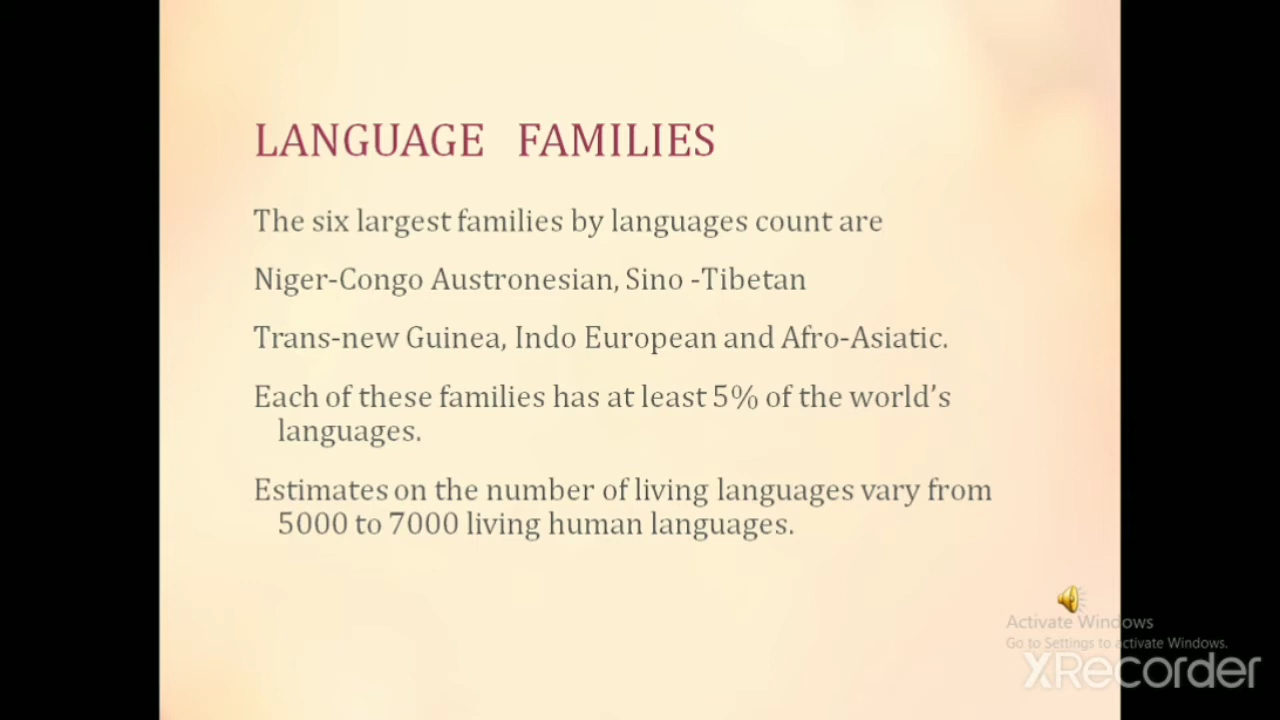 LANGUAGE FAMILIES
The six largest families by languages count are
Niger-Congo Austronesian, Sino -Tibetan
Trans-new Guinea, Indo European and Afro-Asiatic.
Each of these families has at least 5% of the world’s
languages.
Estimates on the number of living languages vary from
5000 to 7000 living human languages.
Activate Windows
Go to Settings to activate Windows.
XRecorder